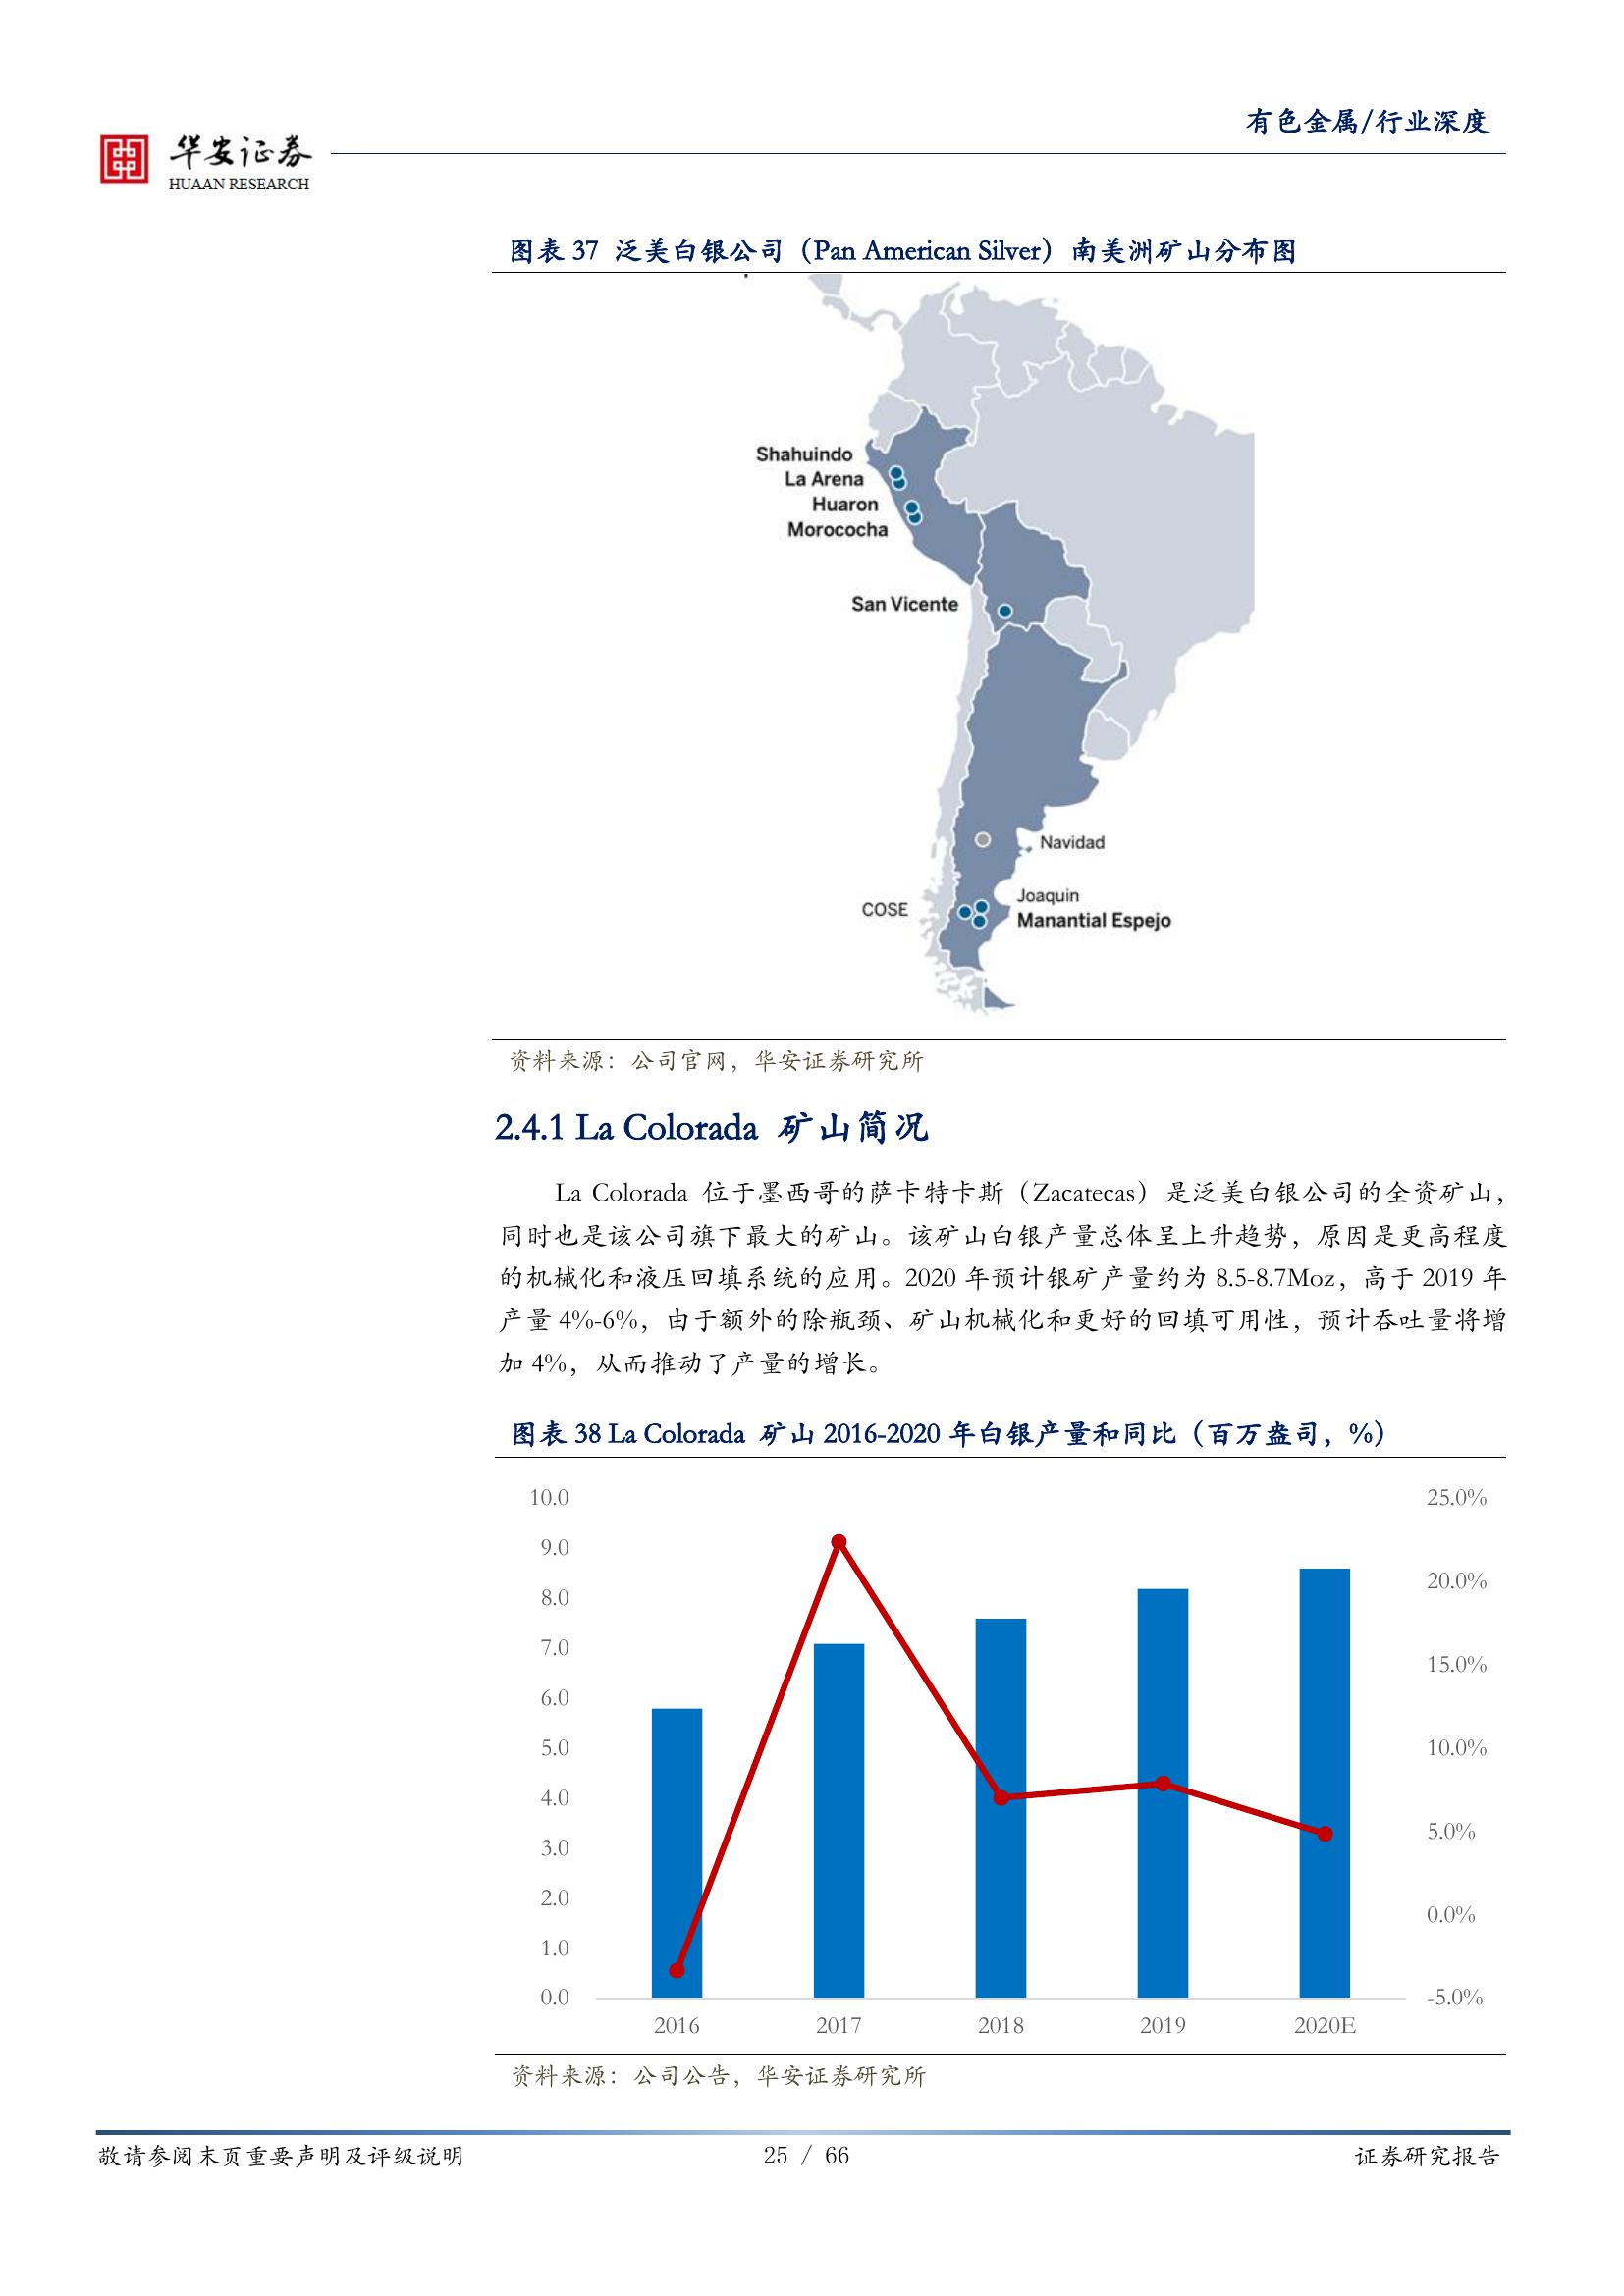 有色金属/行业深度
华安证券
HUAAN RESEARCH
图表 37 泛美白银公司（Pan American Silver）南美洲矿山分布图
Shahuindo
La Arena
Huaron
Morococha
San Vicente
Navidad
Joaquin
COSE
Manantial Espejo
资料来源：公司官网，华安证券研究所
2.4.1 La Colorada 矿山简况
La Colorada 位于墨西哥的萨卡特卡斯（Zacatecas）是泛美白银公司的全资矿山，
同时也是该公司旗下最大的矿山。该矿山白银产量总体呈上升趋势，原因是更高程度
的机械化和液压回填系统的应用。2020 年预计银矿产量约为 8.5-8.7Moz，高于 2019 年
产量 4%-6%，由于额外的除瓶颈、矿山机械化和更好的回填可用性，预计吞吐量将增
加 4%，从而推动了产量的增长。
图表 38 La Colorada 矿山 2016-2020 年白银产量和同比（百万盎司，%）
10.0 25.0%
9.0
8.0 20.0%
7.0
15.0%
6.0
5.0 10.0%
4.0
3.0 5.0%
2.0
0.0%
1.0
0.0 -5.0%
2016 2017 2018 2019 2020E
资料来源：公司公告，华安证券研究所
敬请参阅末页重要声明及评级说明 25 / 66 证券研究报告